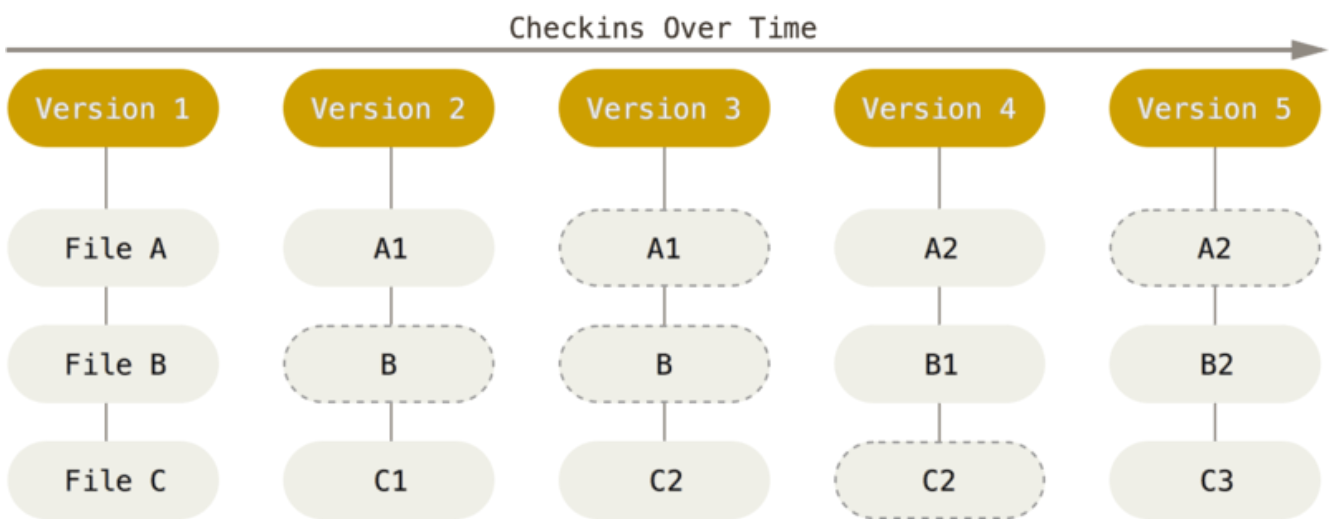 Checkins Over Time
Version 1 Version 2 Version 3 Version 4 Version 5
File A A1 A1 A2 A2
File B B B B1 B2
File C C1 C2 C2 C3